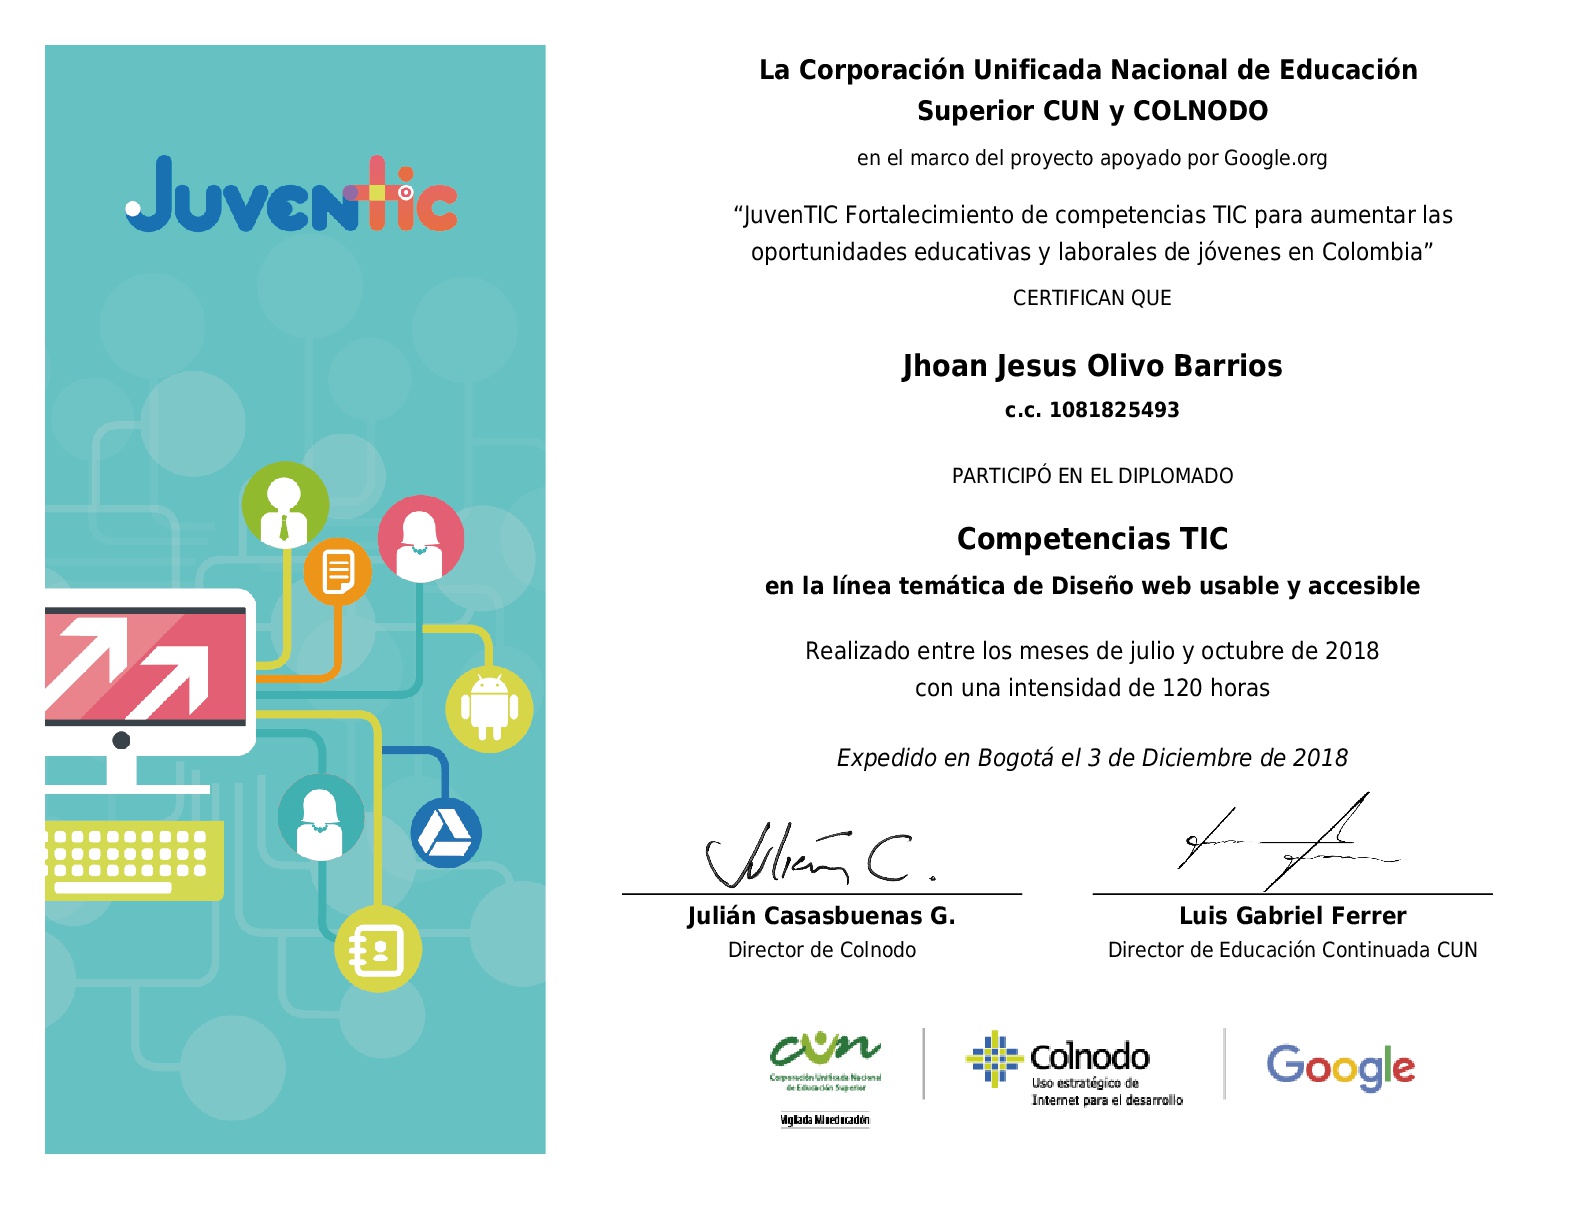 JuvenTic
La Corporación Unificada Nacional de Educación
Superior CUN y COLNODO
en el marco del proyecto apoyado por Google.org
“JuvenTIC Fortalecimiento de competencias TIC para aumentar las
oportunidades educativas y laborales de jóvenes en Colombia”
CERTIFICAN QUE
Jhoan Jesus Olivo Barrios
c.c. 1081825493
PARTICIPÓ EN EL DIPLOMADO
Competencias TIC
en la línea temática de Diseño web usable y accesible
Realizado entre los meses de julio y octubre de 2018
con una intensidad de 120 horas
Expedido en Bogotá el 3 de Diciembre de 2018
Julián C.
Julián Casasbuenas G.
Director de Colnodo
Luis Gabriel Ferrer
Director de Educación Continuada CUN
cun
Corporación Unificada Nacional
de Educación Superior
Vigilada Mineducación
Colnodo
Uso estratégico de
Internet para el desarrollo
Google